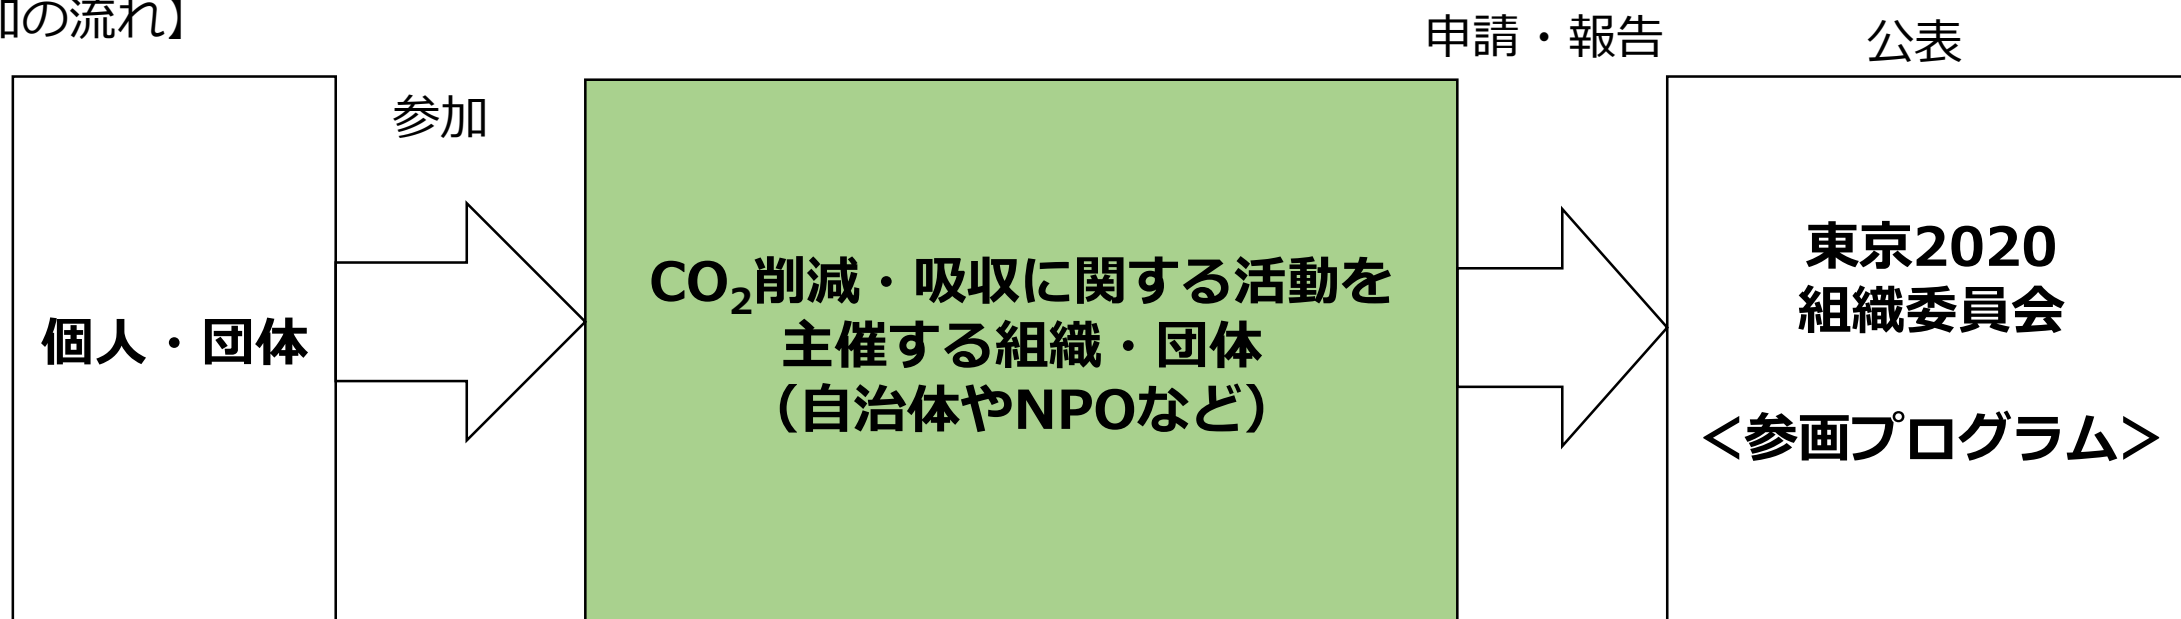 加の流れ】
参加
申請・報告
公表
個人・団体
CO₂削減・吸収に関する活動を
主催する組織・団体
（自治体やNPOなど）
東京2020
組織委員会
＜参画プログラム＞